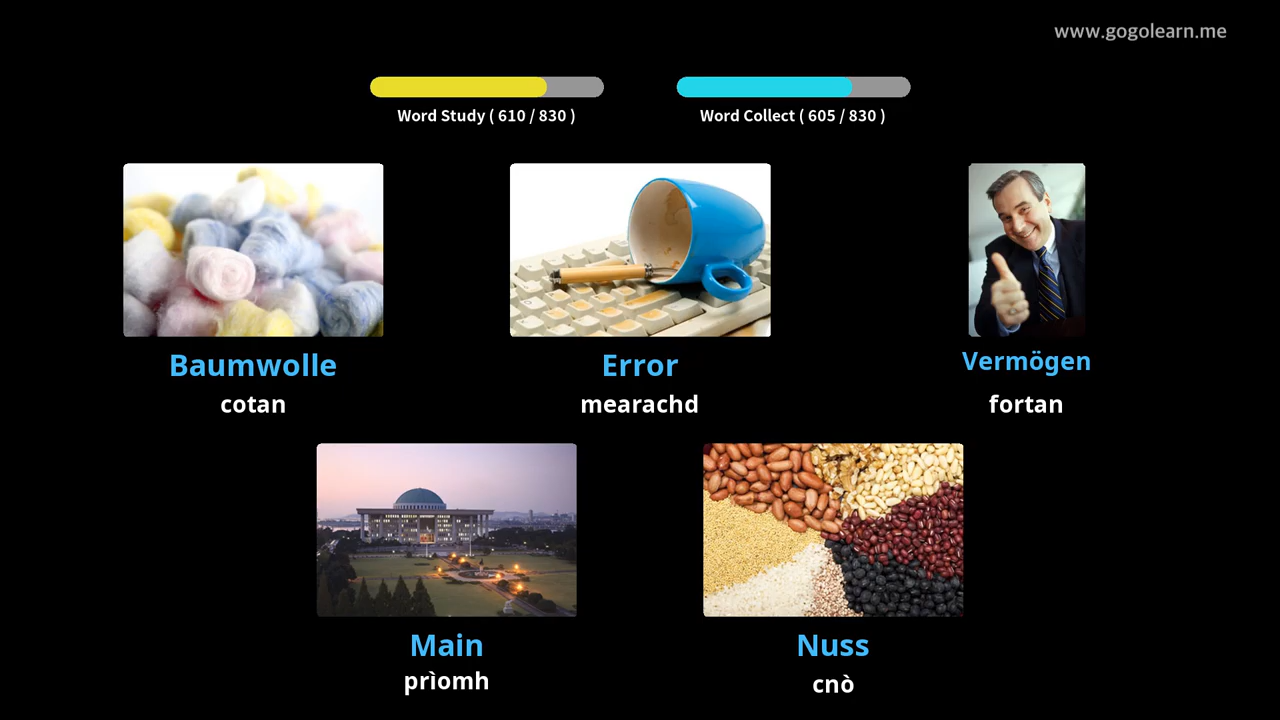 www.gogolearn.me
Word Study ( 610 / 830 )
Word Collect ( 605 / 830 )
Baumwolle
cotan
Error
mearachd
Vermögen
fortan
Main
prìomh
Nuss
cnò